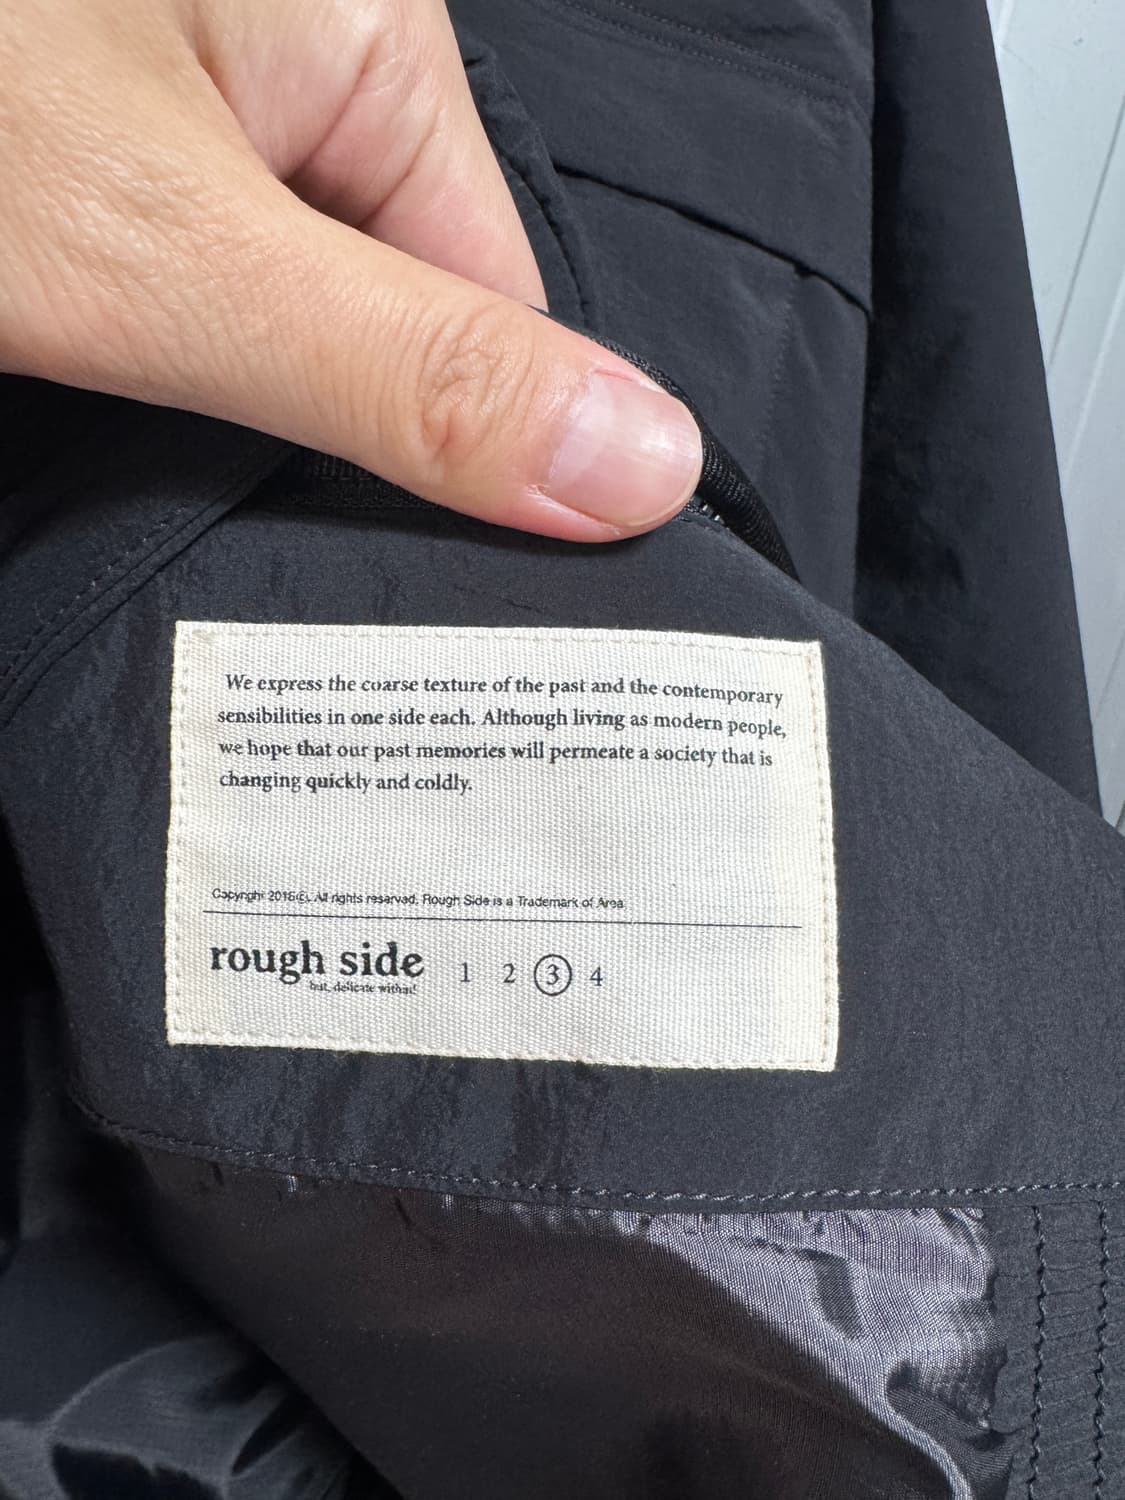 We express the coarse texture of the past and the contemporary
sensibilities in one side each. Although living as modern people,
we hope that our past memories will permeate a society that is
changing quickly and coldly.
Copyright 2015©. All rights reserved. Rough Side is a Trademark of Area.
rough side 1 2 3 4
but, delicate within!